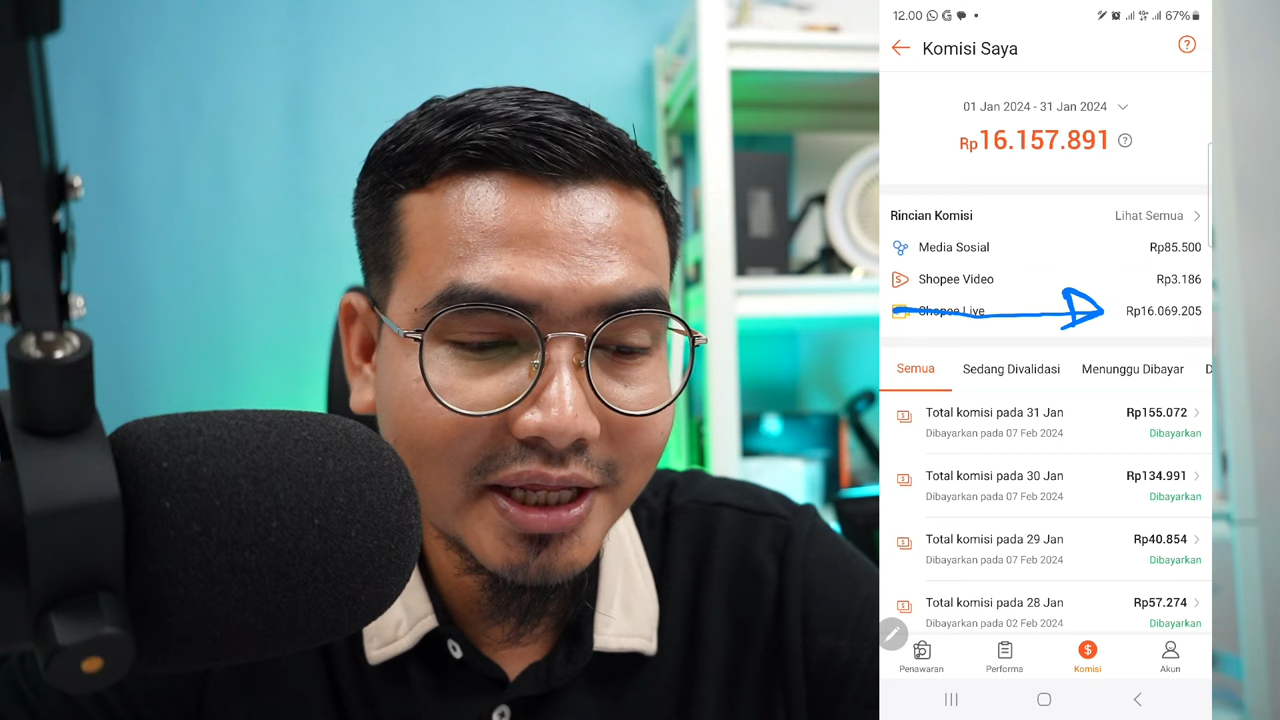 12.00 67%
Komisi Saya
01 Jan 2024 - 31 Jan 2024
Rp16.157.891
Rincian Komisi Lihat Semua
Media Sosial Rp85.500
Shopee Video Rp3.186
Shopee Live Rp16.069.205
Semua Sedang Divalidasi Menunggu Dibayar D
Total komisi pada 31 Jan Rp155.072
Dibayarkan pada 07 Feb 2024 Dibayarkan
Total komisi pada 30 Jan Rp134.991
Dibayarkan pada 07 Feb 2024 Dibayarkan
Total komisi pada 29 Jan Rp40.854
Dibayarkan pada 07 Feb 2024 Dibayarkan
Total komisi pada 28 Jan Rp57.274
Dibayarkan pada 02 Feb 2024 Dibayarkan
Penawaran Performa Komisi Akun